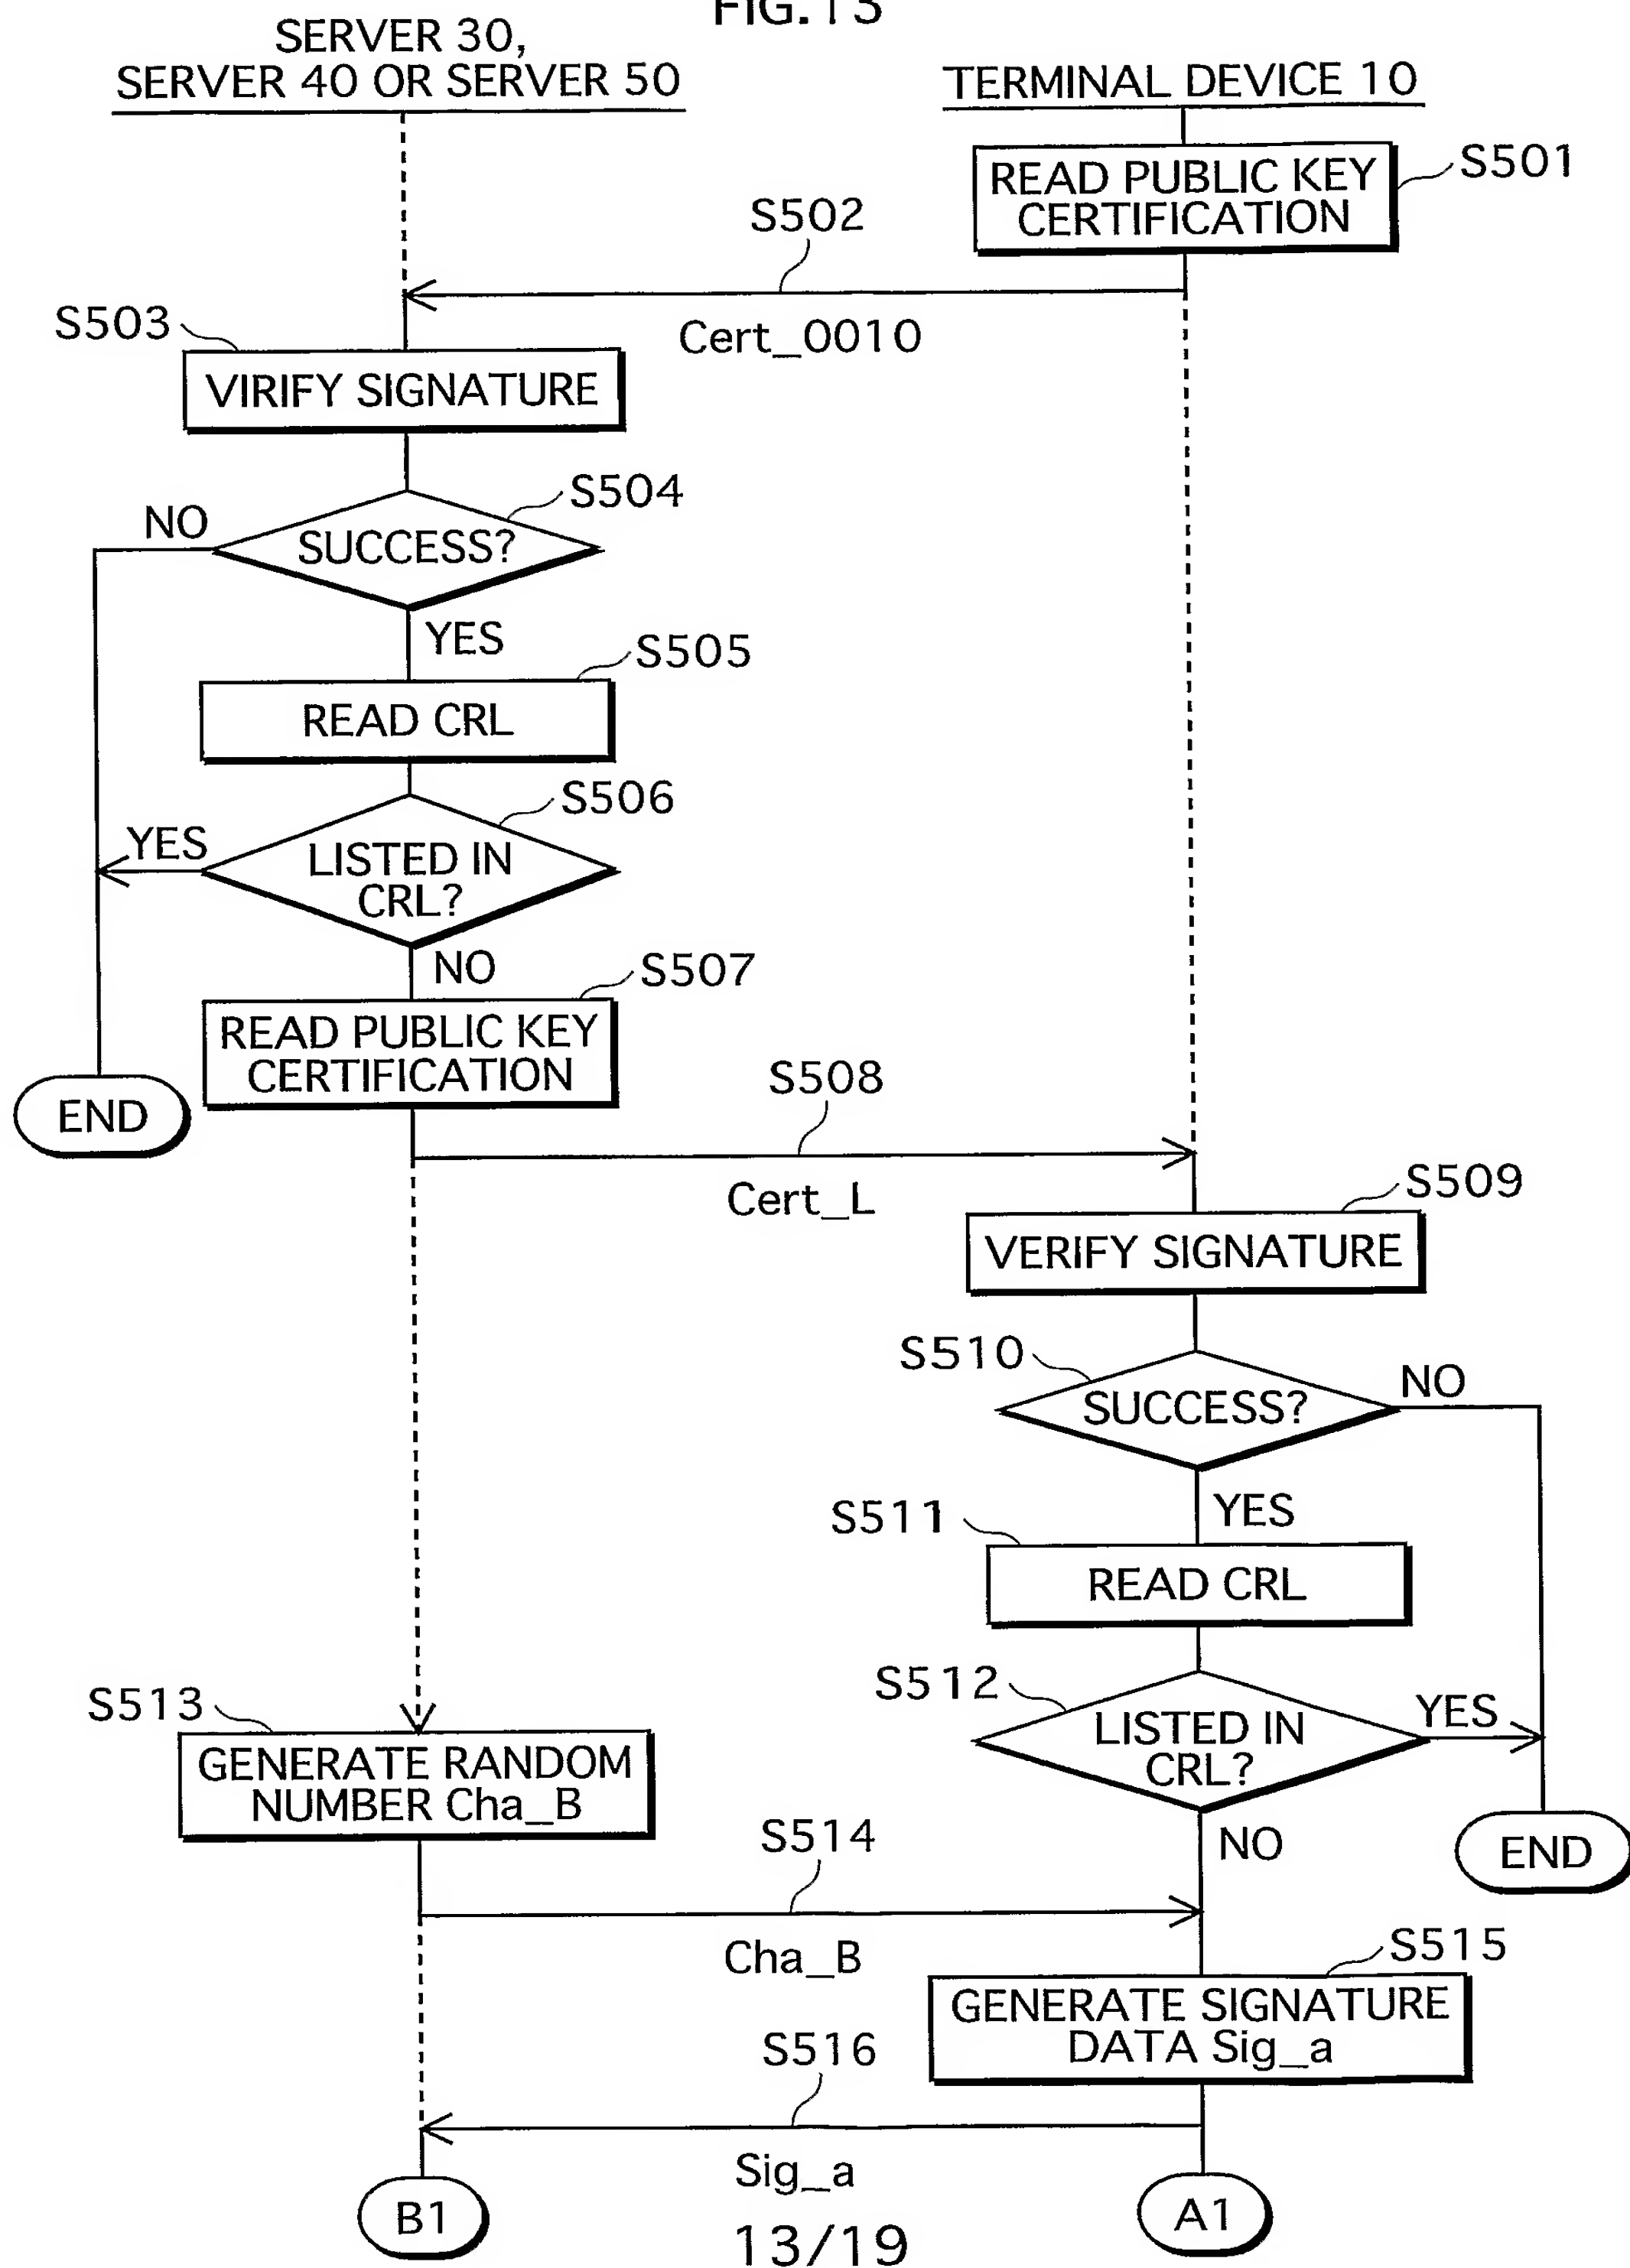 FIG.13
SERVER 30,
SERVER 40 OR SERVER 50
TERMINAL DEVICE 10
READ PUBLIC KEY
CERTIFICATION
S501
S502
Cert_0010
S503
VIRIFY SIGNATURE
S504
NO
SUCCESS?
YES
S505
READ CRL
S506
YES
LISTED IN
CRL?
NO
S507
READ PUBLIC KEY
CERTIFICATION
END
S508
Cert_L
S509
VERIFY SIGNATURE
S510
NO
SUCCESS?
YES
S511
READ CRL
S512
YES
LISTED IN
CRL?
NO
END
S513
GENERATE RANDOM
NUMBER Cha_B
S514
Cha_B
S515
GENERATE SIGNATURE
DATA Sig_a
S516
Sig_a
B1
A1
13/19